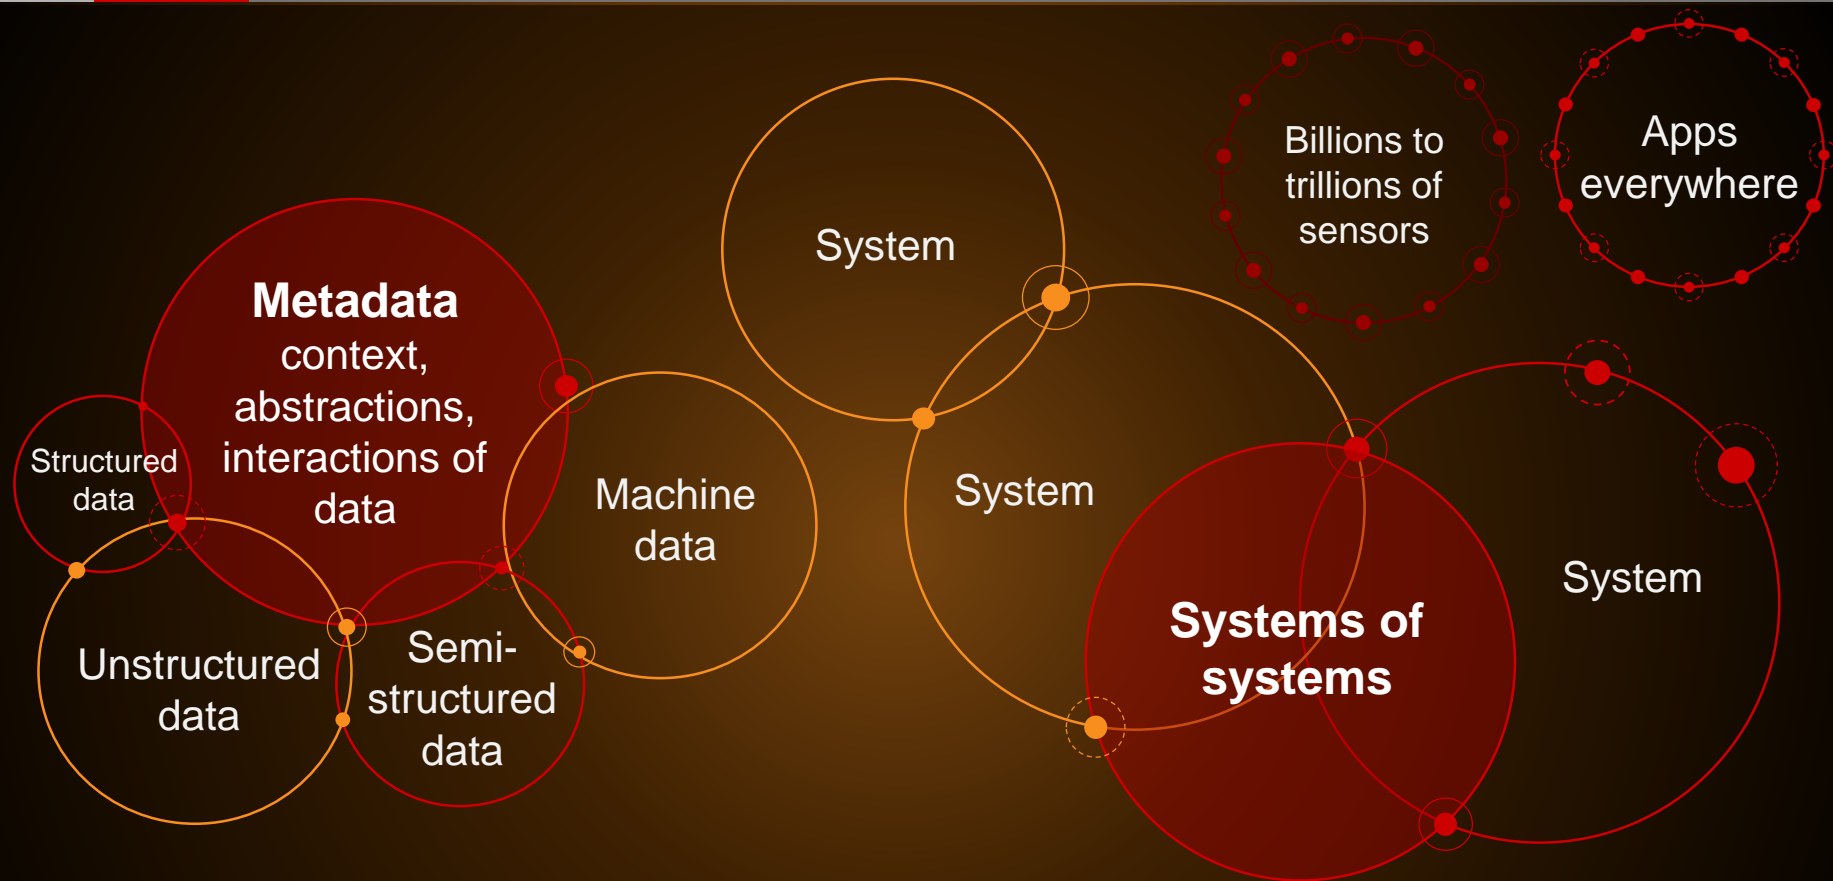 Metadata
context,
abstractions,
interactions of
data
Structured
data
Unstructured
data
Semi-
structured
data
Machine
data
System
System
Systems of
systems
System
Billions to
trillions of
sensors
Apps
everywhere